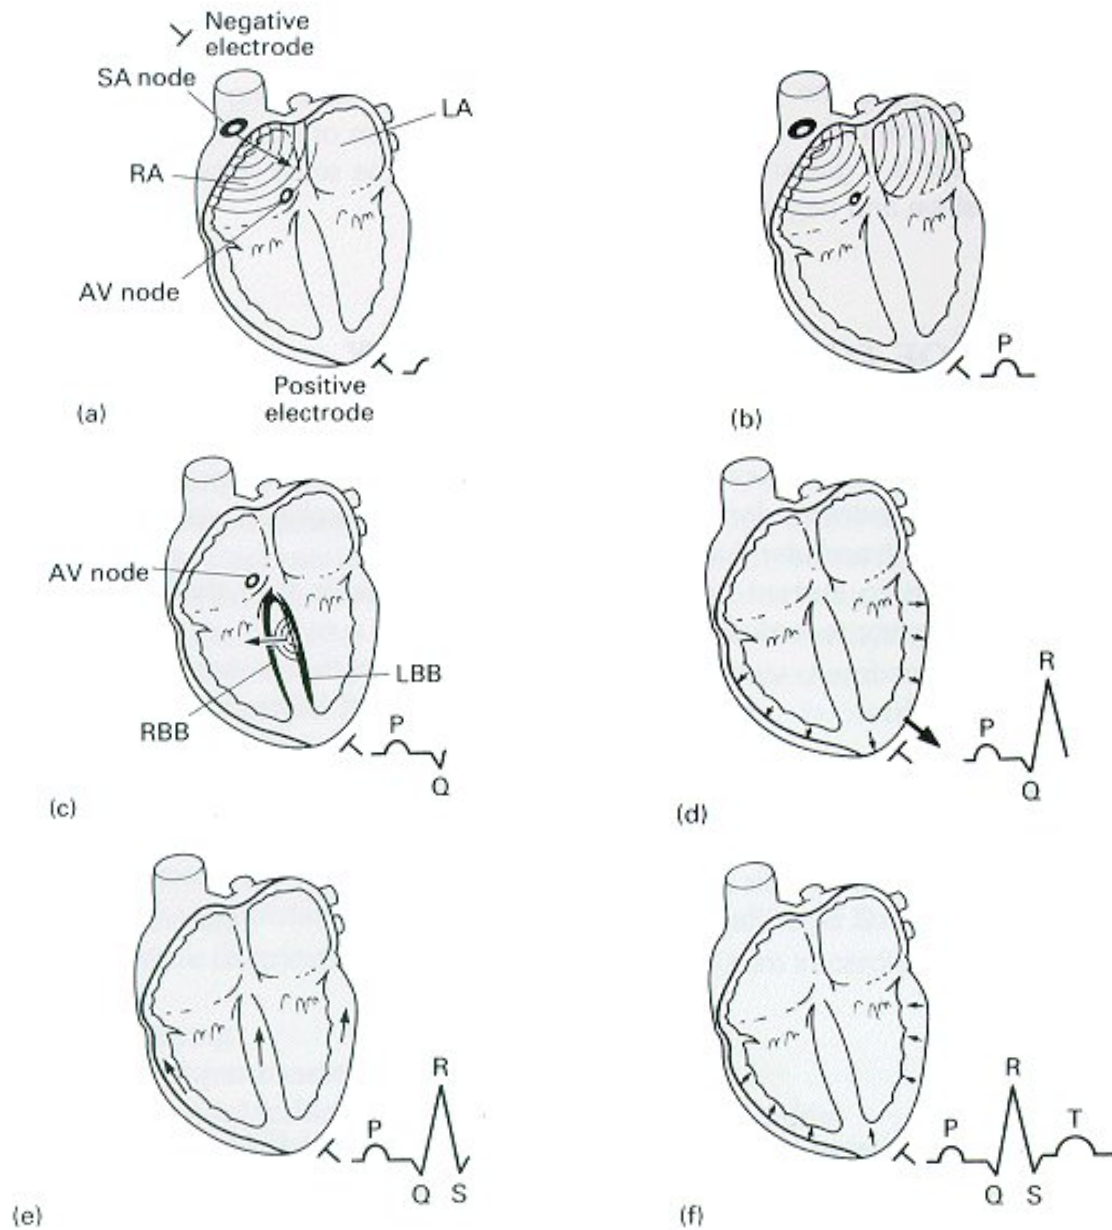 Negative
electrode
SA node
LA
RA
AV node
Positive
electrode
(a)
P
(b)
AV node
LBB
RBB
P
Q
(c)
R
P
Q
(d)
R
P
Q S
(e)
R
P T
Q S
(f)